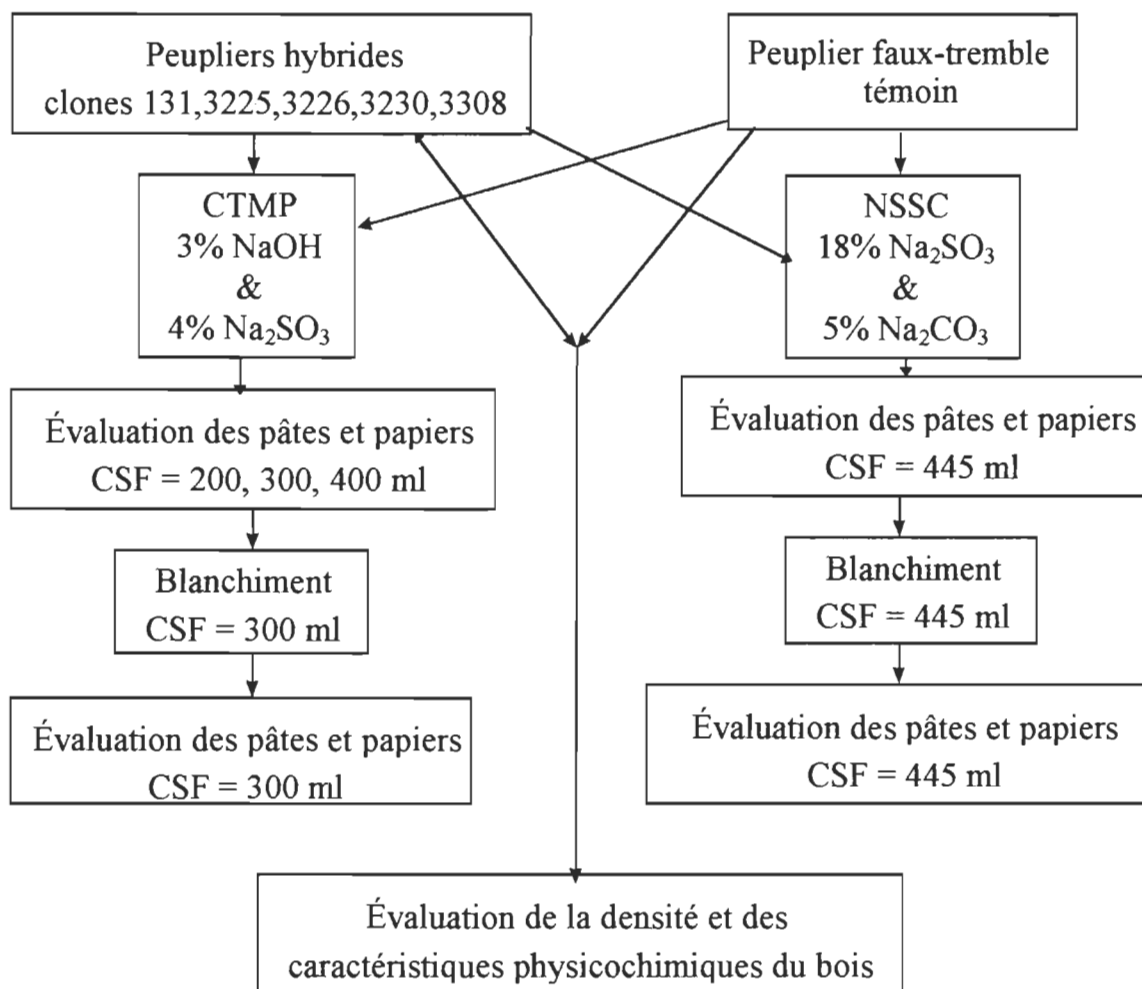 Peupliers hybrides
clones 131,3225,3226,3230,3308
Peuplier faux-tremble
témoin
CTMP
3% NaOH
&
4% Na₂SO₃
NSSC
18% Na₂SO₃
&
5% Na₂CO₃
Évaluation des pâtes et papiers
CSF = 200, 300, 400 ml
Évaluation des pâtes et papiers
CSF = 445 ml
Blanchiment
CSF = 300 ml
Blanchiment
CSF = 445 ml
Évaluation des pâtes et papiers
CSF = 300 ml
Évaluation des pâtes et papiers
CSF = 445 ml
Évaluation de la densité et des
caractéristiques physicochimiques du bois